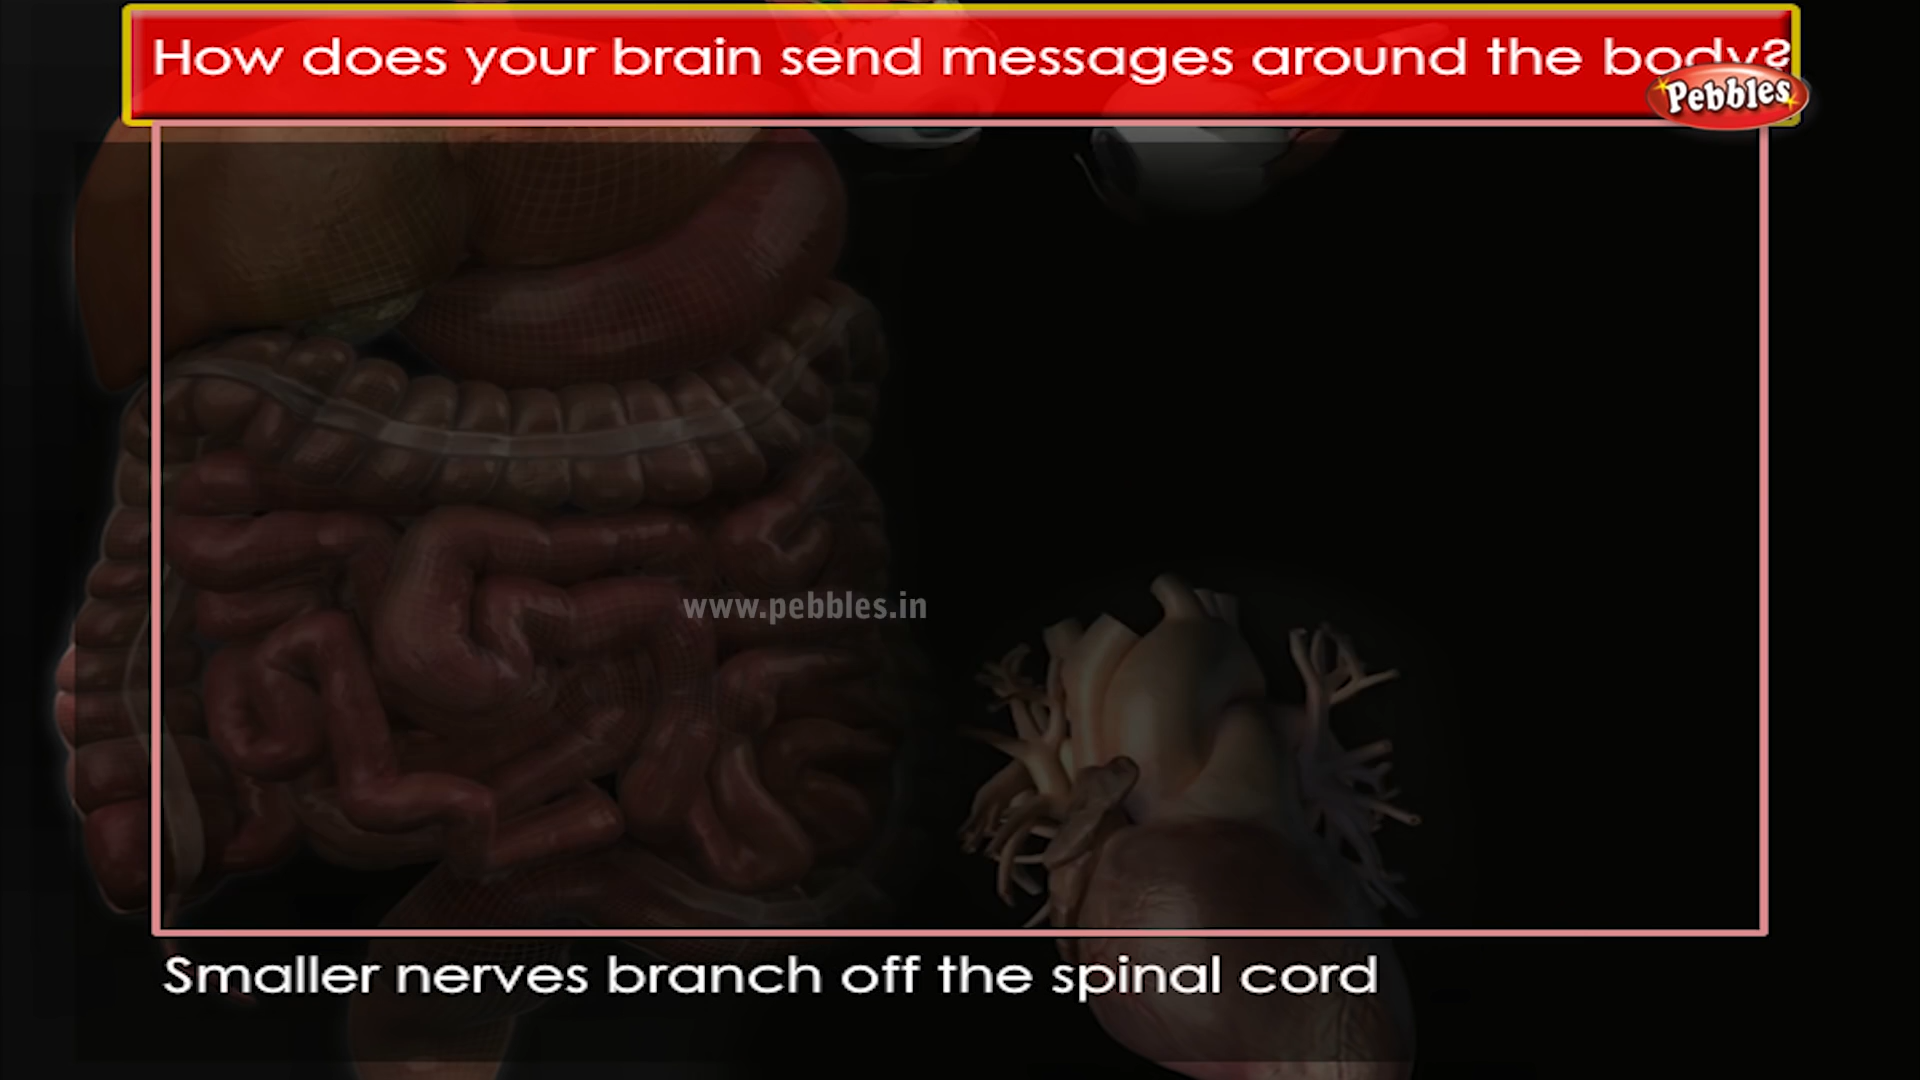 How does your brain send messages around the body?
Pebbles
www.pebbles.in
Smaller nerves branch off the spinal cord